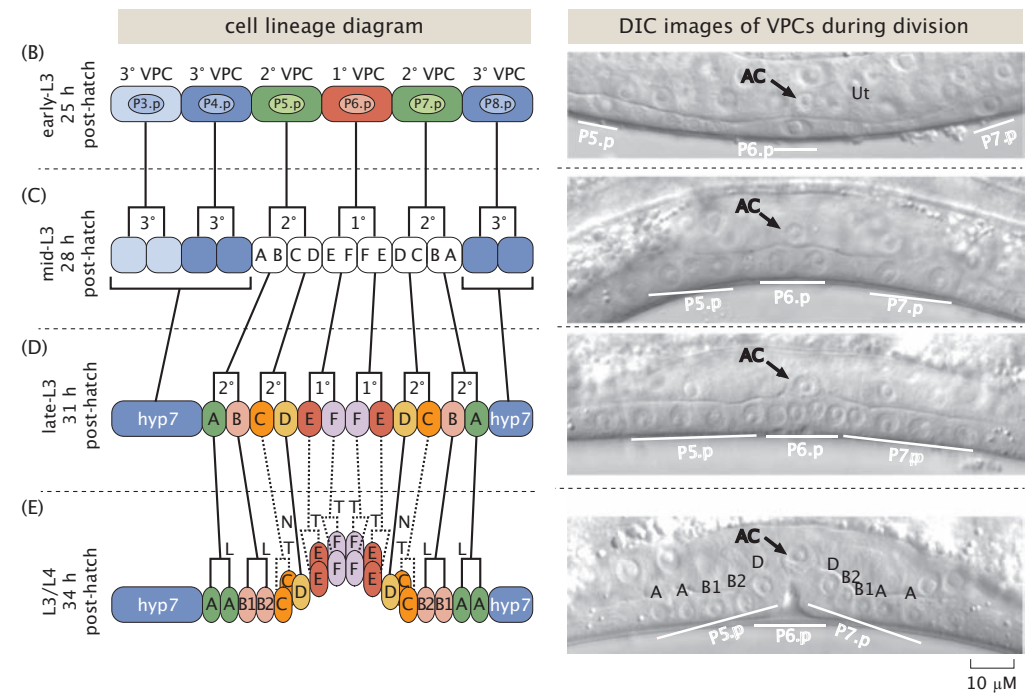 cell lineage diagram
DIC images of VPCs during division
(B)
early-L3
25 h
post-hatch
3° VPC 3° VPC 2° VPC 1° VPC 2° VPC 3° VPC
P3.p P4.p P5.p P6.p P7.p P8.p
AC
Ut
P5.p
P6.p
P7.p
(C)
mid-L3
28 h
post-hatch
3° 3° 2° 1° 2° 3°
A B C D E F F E D C B A
AC
P5.p
P6.p
P7.p
(D)
late-L3
31 h
post-hatch
2° 2° 1° 1° 2° 2°
hyp7 A B C D E F F E D C B A hyp7
AC
P5.p
P6.p
P7.p
(E)
L3/L4
34 h
post-hatch
T T
N T T N
L L T T L L
F F
E F F E
C E E C
hyp7 A A B1 B2 C D D C B2 B1 A A hyp7
AC
D D
A A B1 B2 B2 B1 A A
P5.p
P6.p
P7.p
10 µM